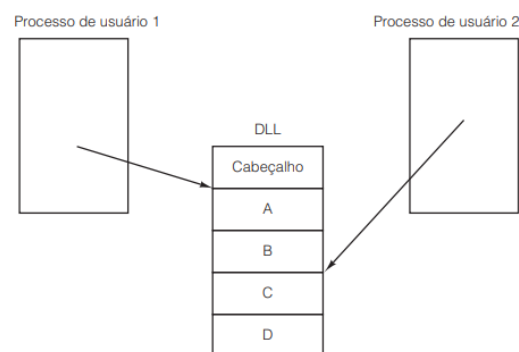 Processo de usuário 1
Processo de usuário 2
DLL
Cabeçalho
A
B
C
D